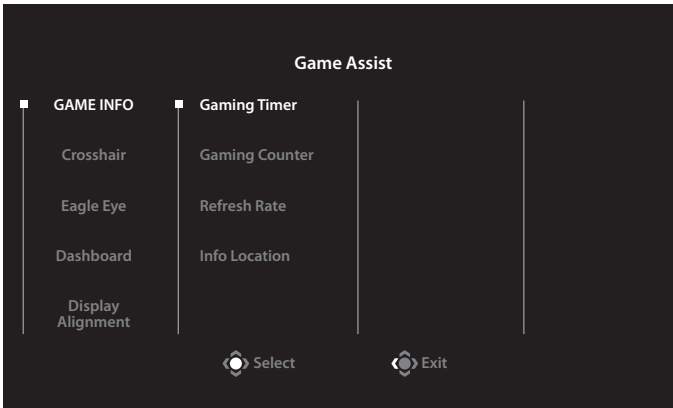 Game Assist
GAME INFO
Gaming Timer
Crosshair
Gaming Counter
Eagle Eye
Refresh Rate
Dashboard
Info Location
Display
Alignment
Select
Exit